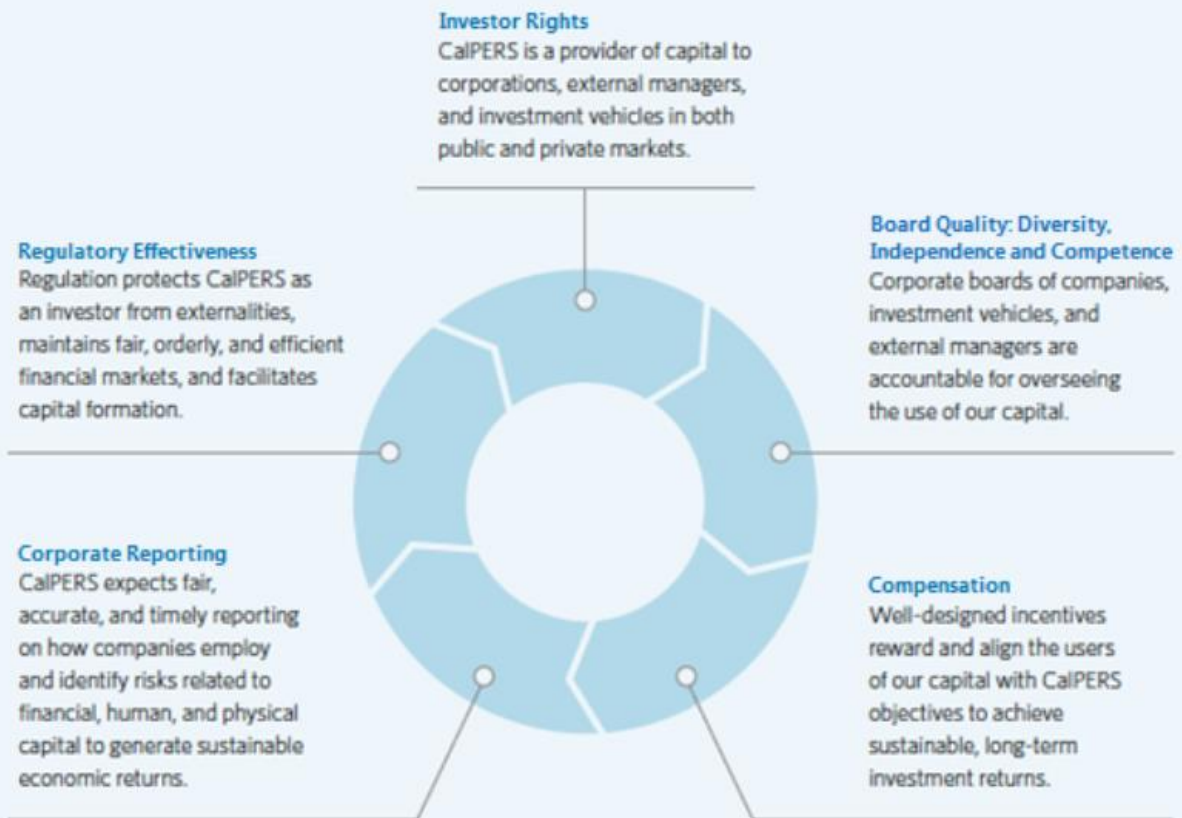 Investor Rights
CalPERS is a provider of capital to
corporations, external managers,
and investment vehicles in both
public and private markets.
Board Quality: Diversity,
Independence and Competence
Corporate boards of companies,
investment vehicles, and
external managers are
accountable for overseeing
the use of our capital.
Compensation
Well-designed incentives
reward and align the users
of our capital with CalPERS
objectives to achieve
sustainable, long-term
investment returns.
Corporate Reporting
CalPERS expects fair,
accurate, and timely reporting
on how companies employ
and identify risks related to
financial, human, and physical
capital to generate sustainable
economic returns.
Regulatory Effectiveness
Regulation protects CalPERS as
an investor from externalities,
maintains fair, orderly, and efficient
financial markets, and facilitates
capital formation.